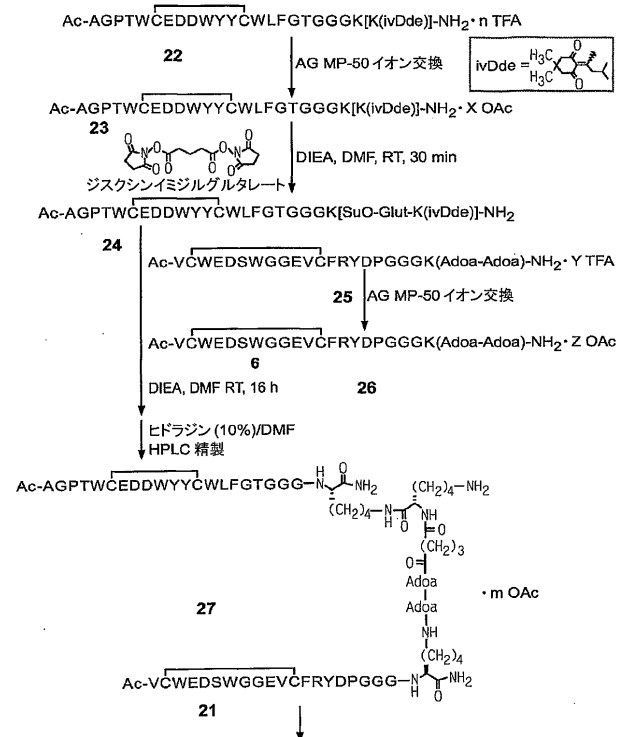 Ac-AGPTWCEDDWYYCWLFGTGGGK[K(ivDde)]-NH2・n TFA
22
AG MP-50 イオン交換
ivDde =
H3C
H3C
O
O
Ac-AGPTWCEDDWYYCWLFGTGGGK[K(ivDde)]-NH2・X OAc
23
O
N-O
O
O
O
O-N
O
O
DIEA, DMF, RT, 30 min
ジスクシンイミジルグルタレート
Ac-AGPTWCEDDWYYCWLFGTGGGK[SuO-Glut-K(ivDde)]-NH2
24
Ac-VCWEDSWGGEVCFRYDPGGGK(Adoa-Adoa)-NH2・Y TFA
25
AG MP-50 イオン交換
Ac-VCWEDSWGGEVCFRYDPGGGK(Adoa-Adoa)-NH2・Z OAc
6
26
DIEA, DMF RT, 16 h
ヒドラジン (10%)/DMF
HPLC 精製
Ac-AGPTWCEDDWYYCWLFGTGGG-N
H
O
NH2
(CH2)4-N
H
O
(CH2)4-NH2
NH
=O
(CH2)3
O=
Adoa
Adoa
NH
(CH2)4
・m OAc
27
Ac-VCWEDSWGGEVCFRYDPGGG-N
H
O
NH2
21